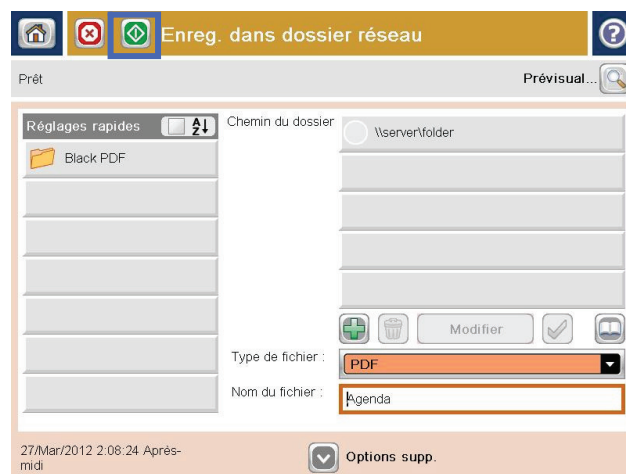 Enreg. dans dossier réseau
?
Prêt
Prévisual...
Réglages rapides
A Z
Chemin du dossier
\\server\folder
Black PDF
Modifier
Type de fichier :
PDF
Nom du fichier :
Agenda
27/Mar/2012 2:08:24 Après-
midi
Options supp.